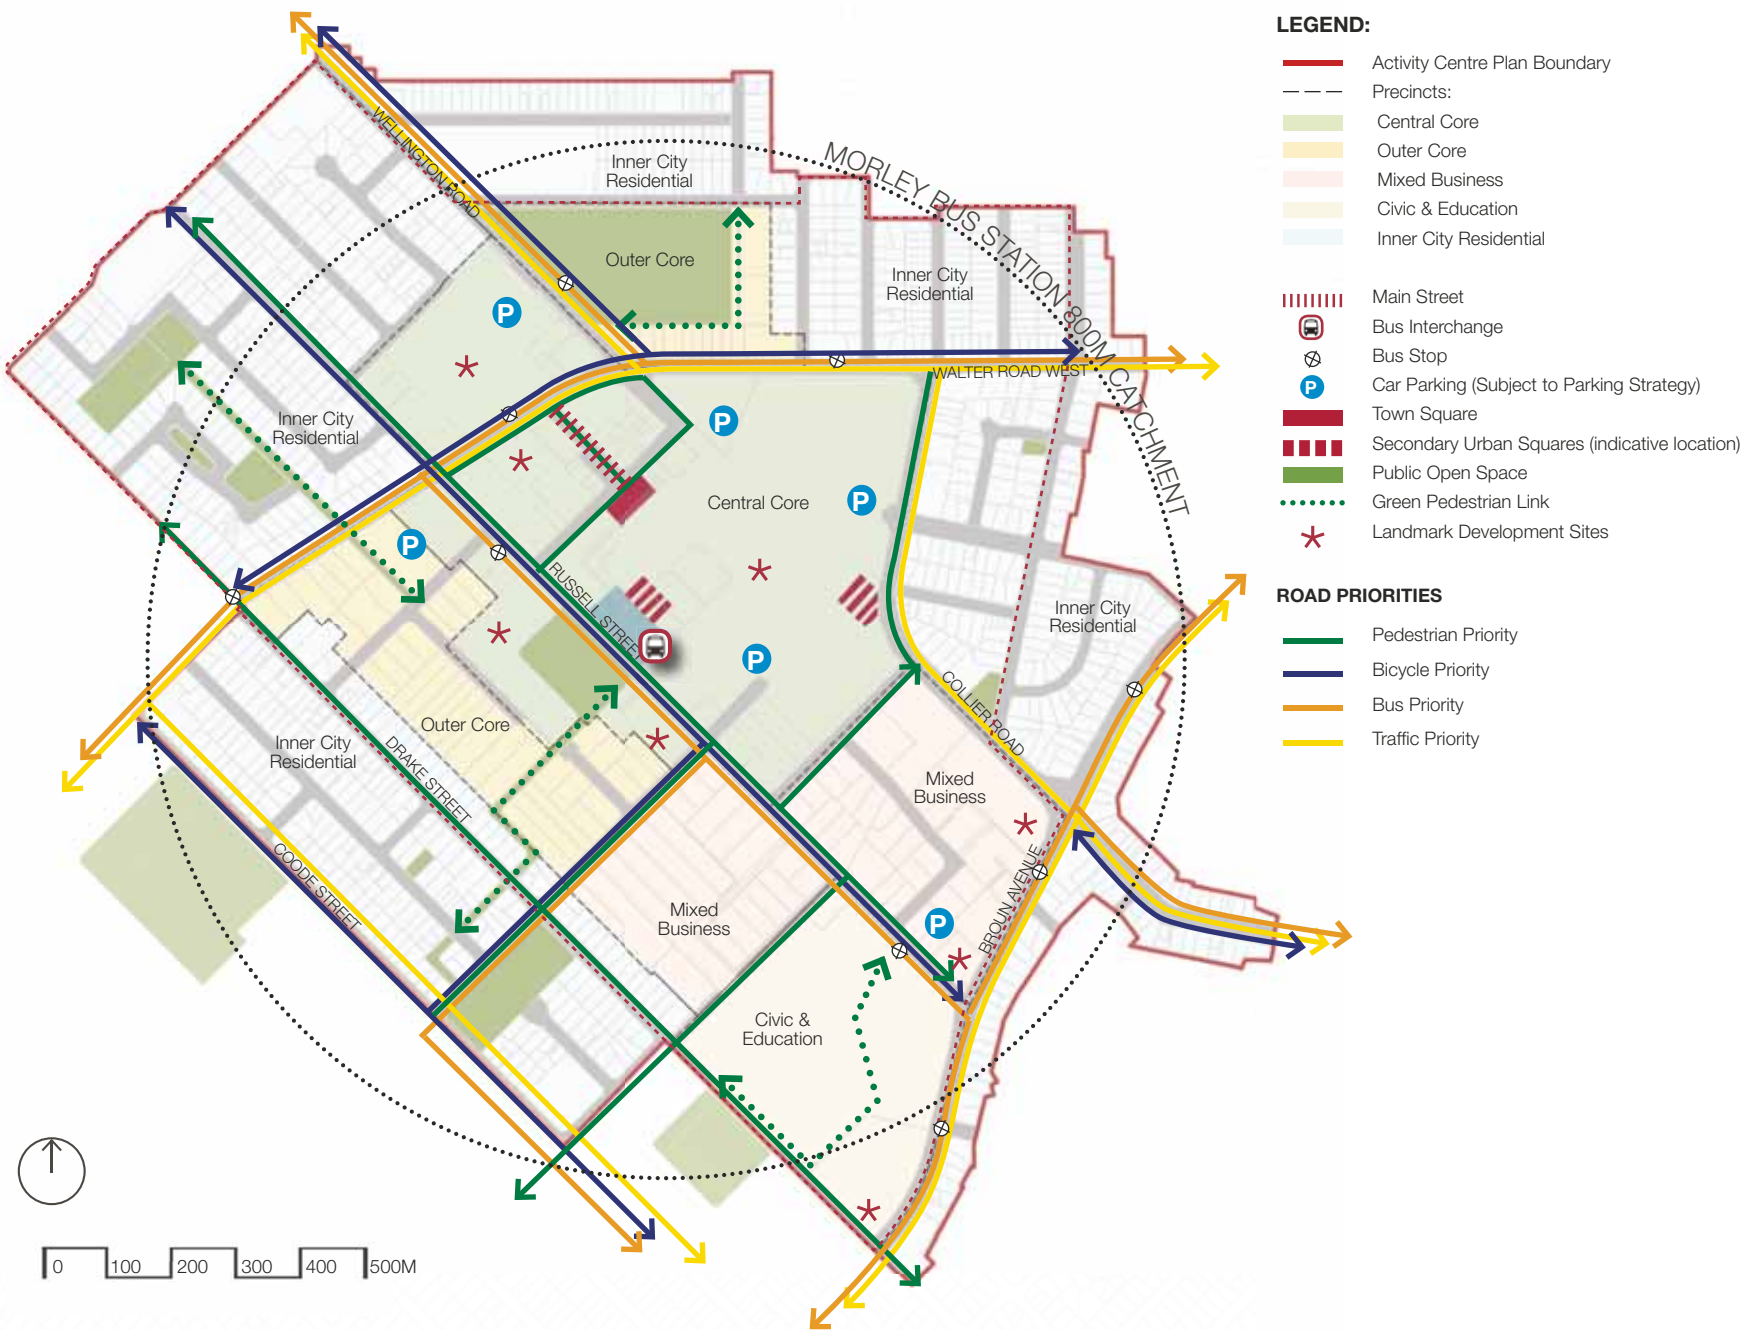 LEGEND:
Activity Centre Plan Boundary
Precincts:
Central Core
Outer Core
Mixed Business
Civic & Education
Inner City Residential
Main Street
Bus Interchange
Bus Stop
P
Car Parking (Subject to Parking Strategy)
Town Square
Secondary Urban Squares (indicative location)
Public Open Space
Green Pedestrian Link
Landmark Development Sites
ROAD PRIORITIES
Pedestrian Priority
Bicycle Priority
Bus Priority
Traffic Priority
WELLINGTON ROAD
Inner City
Residential
MORLEY BUS STATION 800M CATCHMENT
Outer Core
Inner City
Residential
P
WALTER ROAD WEST
P
Inner City
Residential
Central Core
P
P
RUSSELL STREET
Inner City
Residential
P
COLLIER ROAD
Outer Core
Inner City
Residential
DRAKE STREET
Mixed
Business
COODE STREET
BROUN AVENUE
Mixed
Business
P
Civic &
Education
0
100
200
300
400
500M